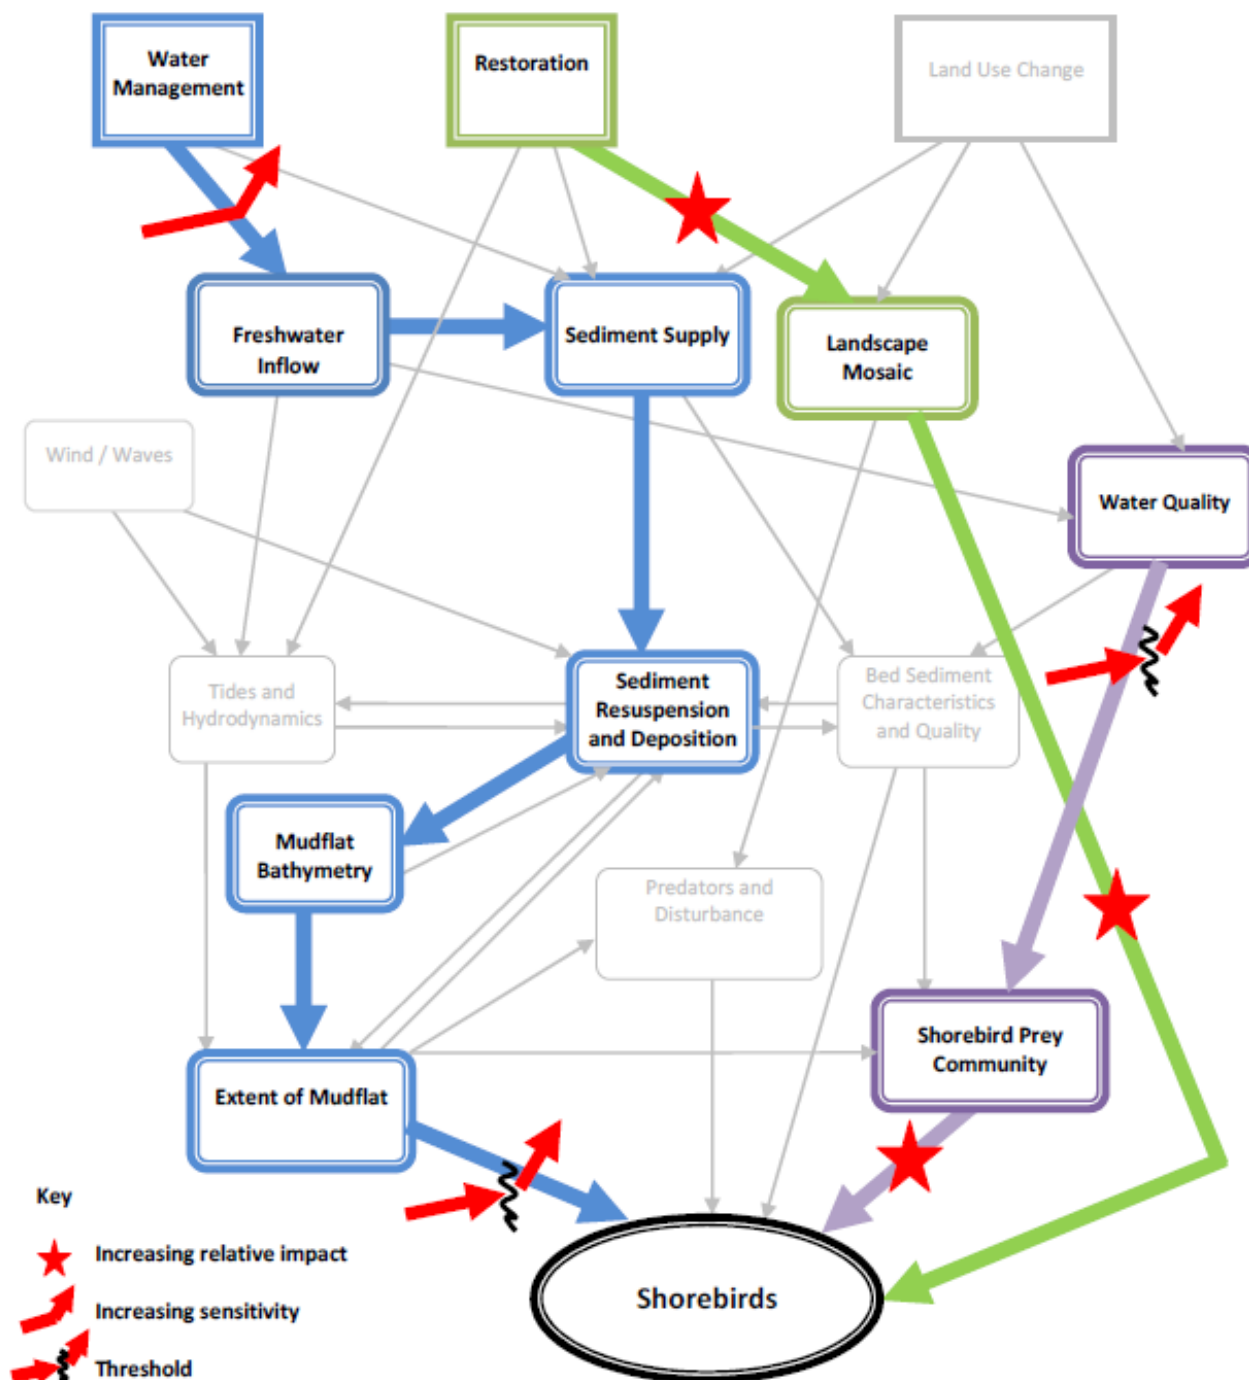 Water
Management
Restoration
Land Use Change
Freshwater
Inflow
Sediment Supply
Landscape
Mosaic
Wind / Waves
Water Quality
Tides and
Hydrodynamics
Sediment
Resuspension
and Deposition
Bed Sediment
Characteristics
and Quality
Mudflat
Bathymetry
Predators and
Disturbance
Extent of Mudflat
Shorebird Prey
Community
Shorebirds
Key
Increasing relative impact
Increasing sensitivity
Threshold